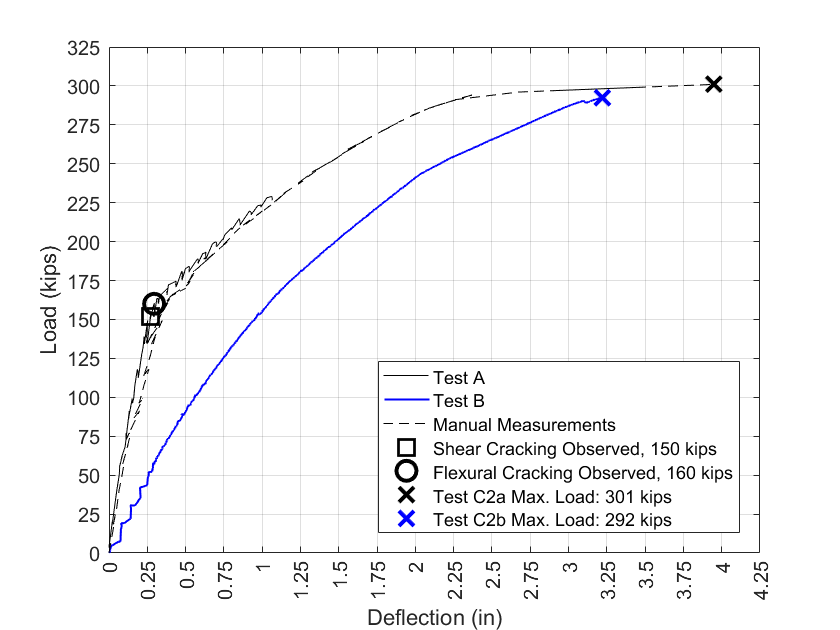 325
300
275
250
225
200
175
150
125
100
75
50
25
0
Load (kips)
Test A
Test B
Manual Measurements
Shear Cracking Observed, 150 kips
Flexural Cracking Observed, 160 kips
Test C2a Max. Load: 301 kips
Test C2b Max. Load: 292 kips
0 0.25 0.5 0.75 1 1.25 1.5 1.75 2 2.25 2.5 2.75 3 3.25 3.5 3.75 4 4.25
Deflection (in)